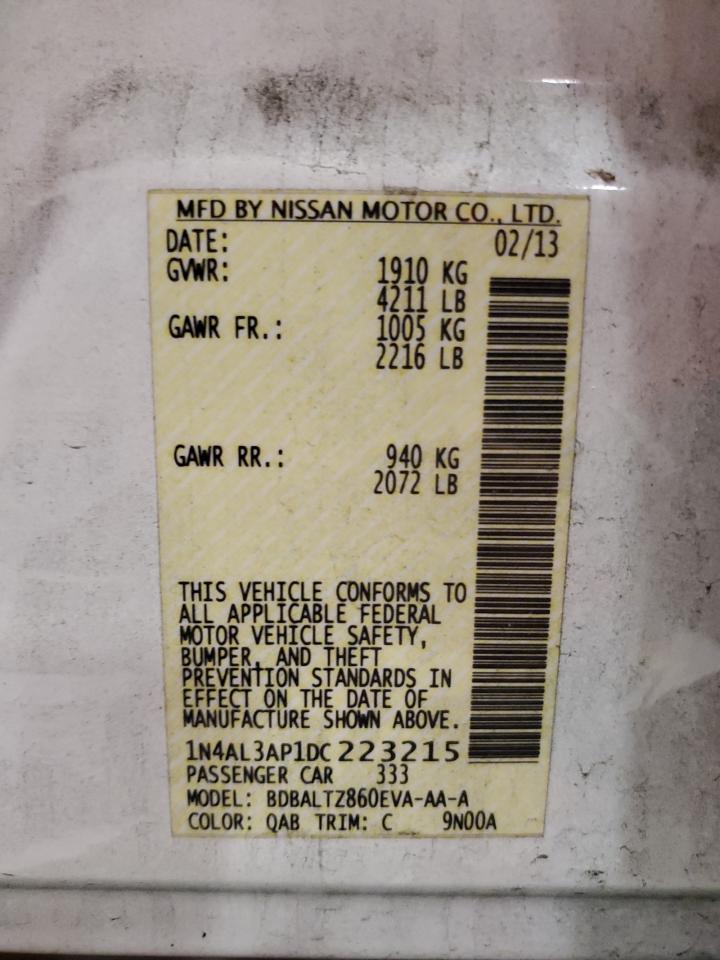 MFD BY NISSAN MOTOR CO., LTD.
DATE: 02/13
GVWR: 1910 KG
4211 LB
GAWR FR.: 1005 KG
2216 LB
GAWR RR.: 940 KG
2072 LB
THIS VEHICLE CONFORMS TO
ALL APPLICABLE FEDERAL
MOTOR VEHICLE SAFETY,
BUMPER, AND THEFT
PREVENTION STANDARDS IN
EFFECT ON THE DATE OF
MANUFACTURE SHOWN ABOVE.
1N4AL3AP1DC223215
PASSENGER CAR 333
MODEL: BDBALTZ860EVA-AA-A
COLOR: QAB TRIM: C 9N00A